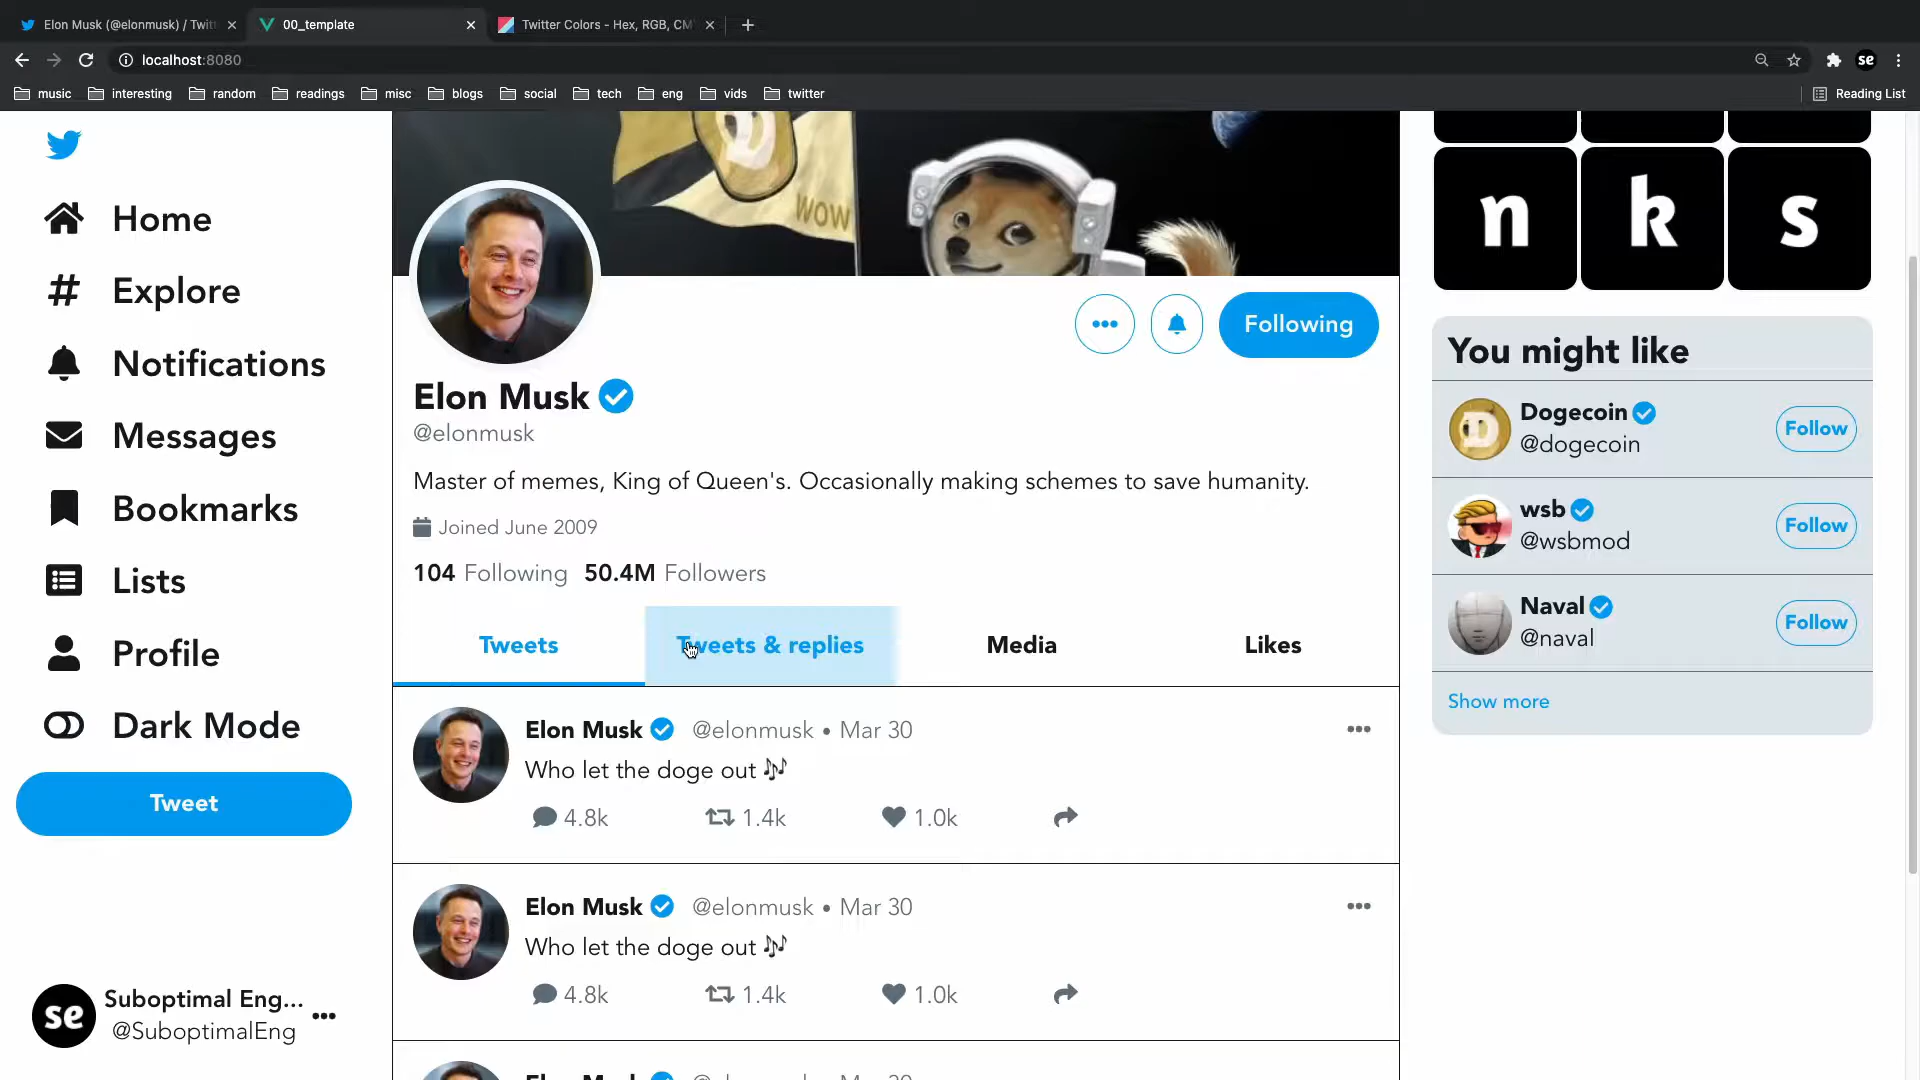 Elon Musk (@elonmusk) / Twit
00_template
Twitter Colors - Hex, RGB, CM
localhost:8080
se
music
interesting
random
readings
misc
blogs
social
tech
eng
vids
twitter
Reading List
Home
Explore
Notifications
Messages
Bookmarks
Lists
Profile
Dark Mode
Tweet
se
Suboptimal Eng...
@SuboptimalEng
WOW
Following
Elon Musk
@elonmusk
Master of memes, King of Queen's. Occasionally making schemes to save humanity.
Joined June 2009
104 Following 50.4M Followers
Tweets
Tweets & replies
Media
Likes
Elon Musk @elonmusk • Mar 30
Who let the doge out 🎶
4.8k
1.4k
1.0k
Elon Musk @elonmusk • Mar 30
Who let the doge out 🎶
4.8k
1.4k
1.0k
n
k
s
You might like
Dogecoin
@dogecoin
Follow
wsb
@wsbmod
Follow
Naval
@naval
Follow
Show more